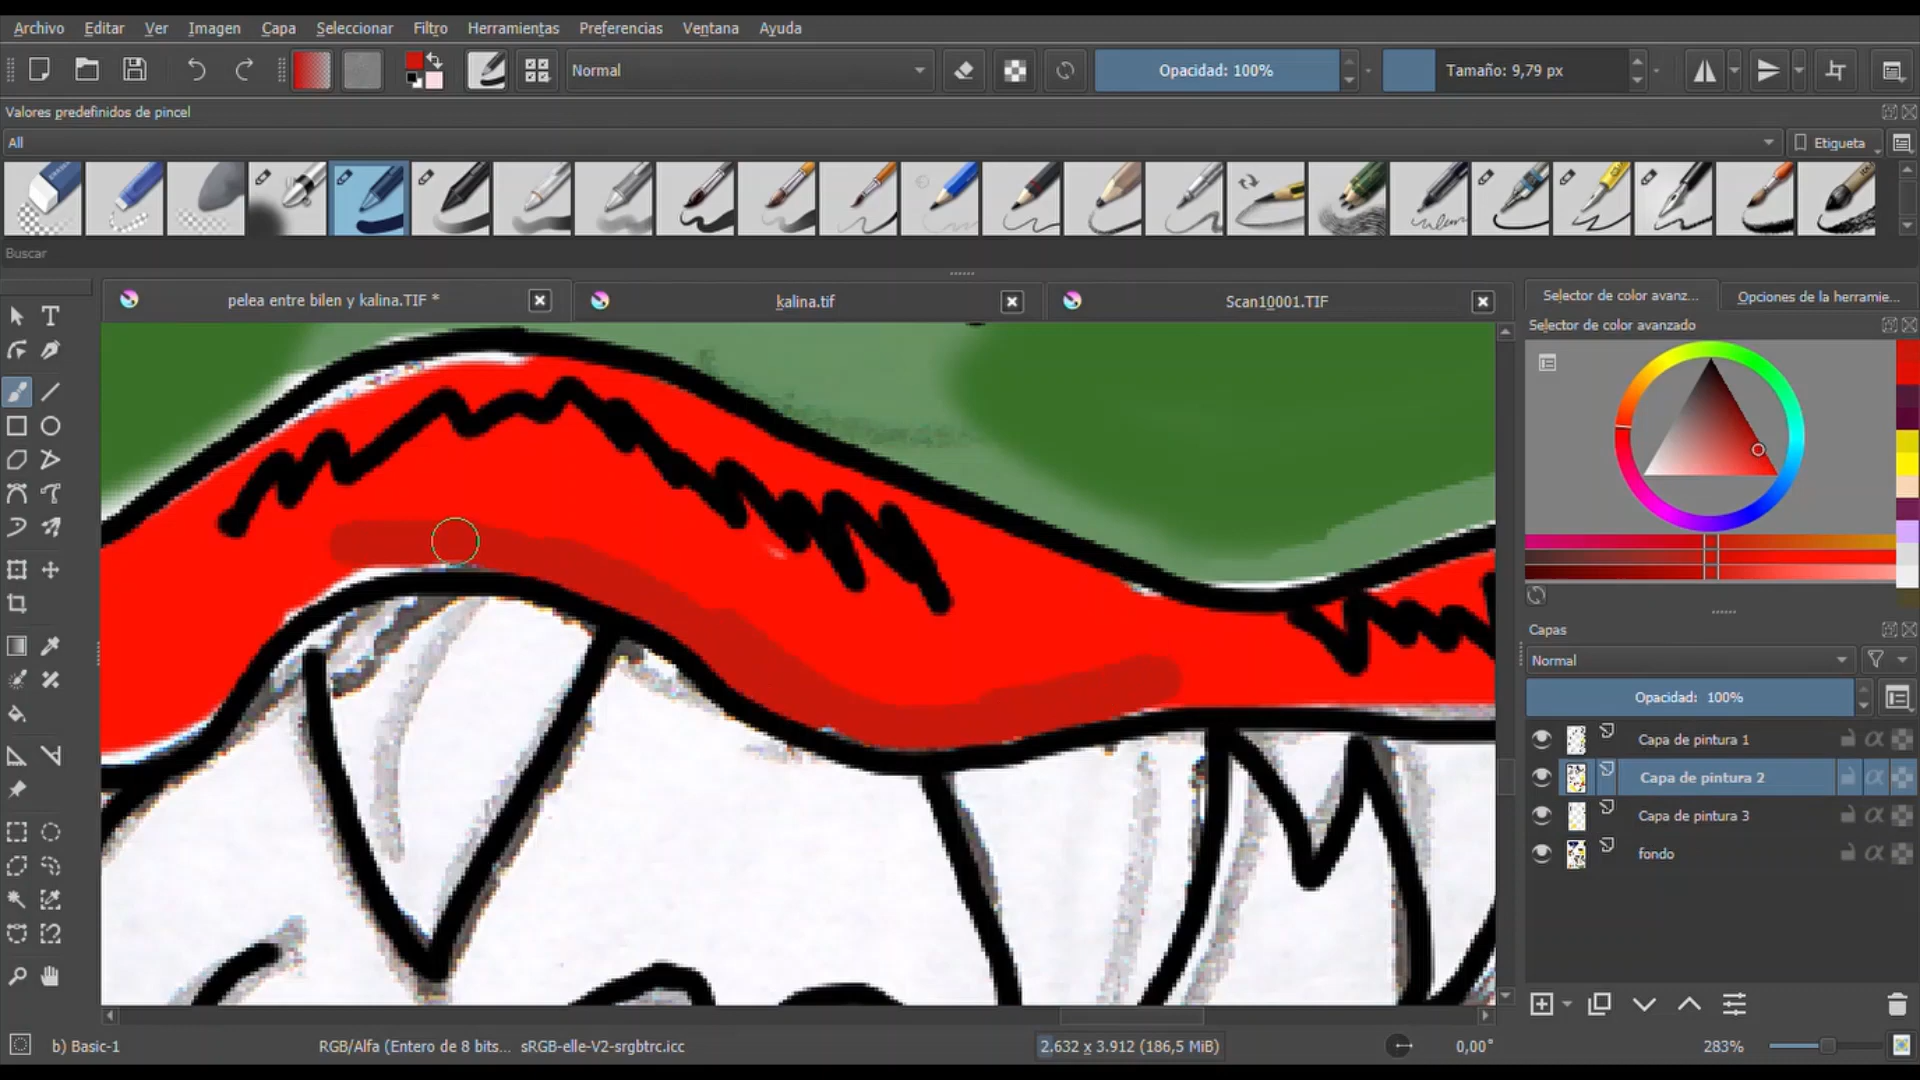 Archivo Editar Ver Imagen Capa Seleccionar Filtro Herramientas Preferencias Ventana Ayuda
Normal Opacidad: 100% Tamaño: 9,79 px
Valores predefinidos de pincel
All Etiqueta
Buscar
pelea entre bilen y kalina.TIF * kalina.tif Scan10001.TIF
Selector de color avanz... Opciones de la herramie...
Selector de color avanzado
Capas
Normal
Opacidad: 100%
Capa de pintura 1
Capa de pintura 2
Capa de pintura 3
fondo
b) Basic-1 RGB/Alfa (Entero de 8 bits... sRGB-elle-V2-srgbtrc.icc 2.632 x 3.912 (186,5 MiB) 0,00° 283%